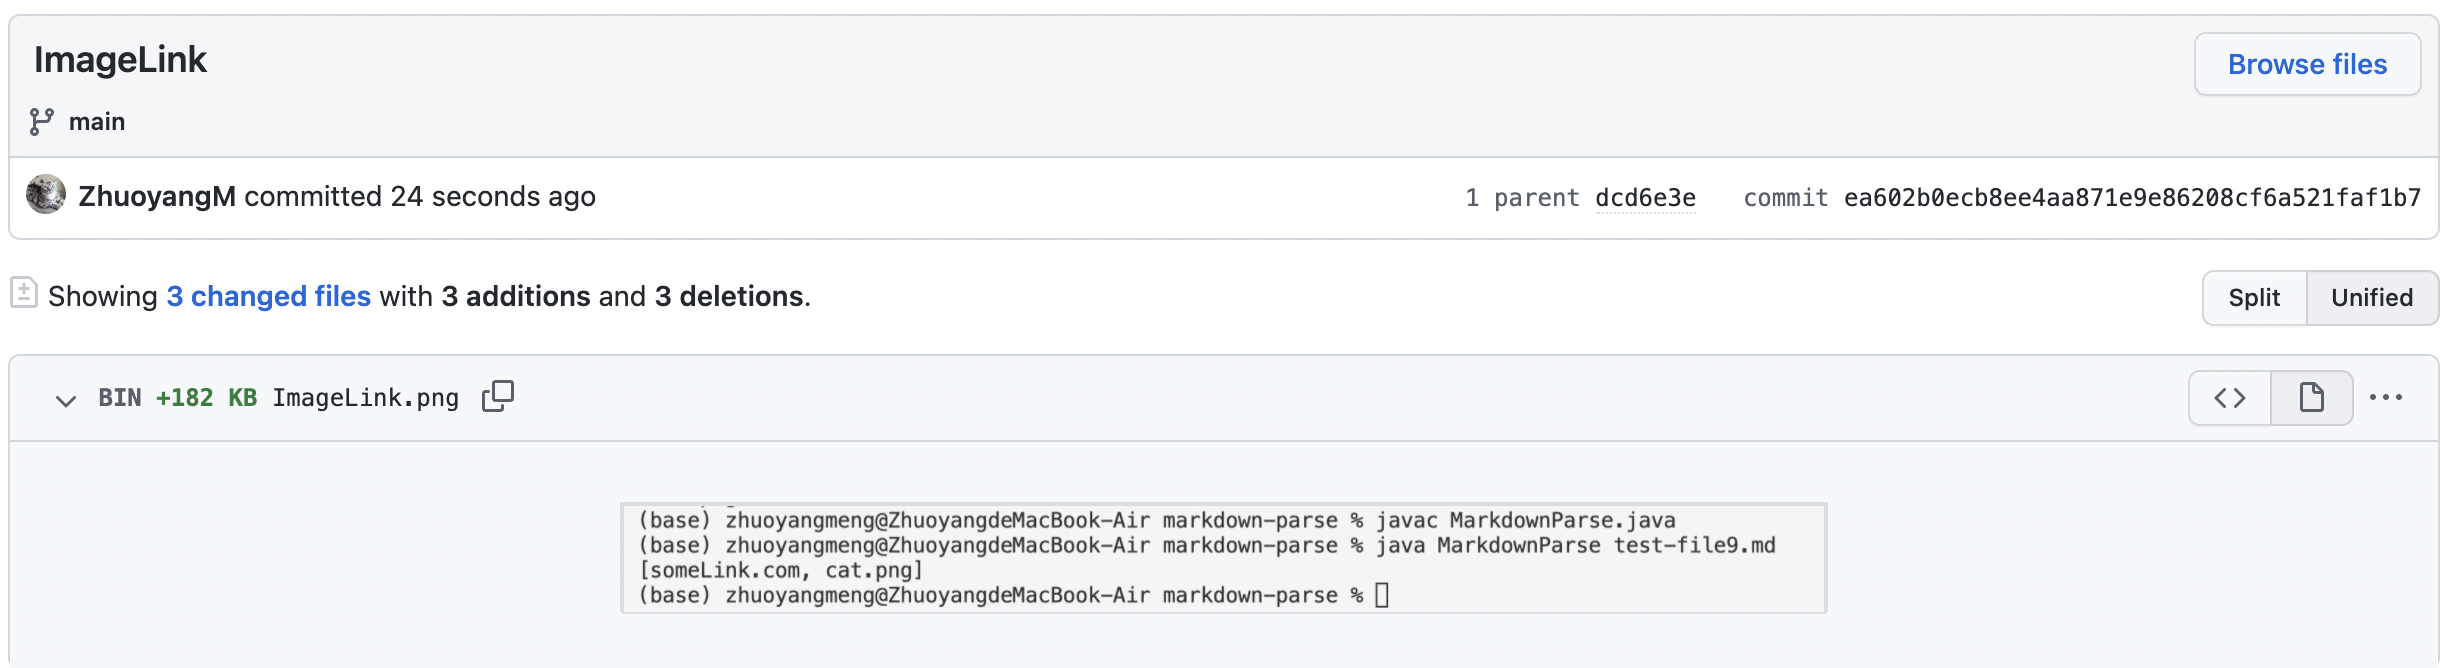 ImageLink
Browse files
main
ZhuoyangM committed 24 seconds ago
1 parent dcd6e3e commit ea602b0ecb8ee4aa871e9e86208cf6a521faf1b7
Showing 3 changed files with 3 additions and 3 deletions.
Split Unified
BIN +182 KB ImageLink.png
(base) zhuoyangmeng@ZhuoyangdeMacBook-Air markdown-parse % javac MarkdownParse.java
(base) zhuoyangmeng@ZhuoyangdeMacBook-Air markdown-parse % java MarkdownParse test-file9.md
[someLink.com, cat.png]
(base) zhuoyangmeng@ZhuoyangdeMacBook-Air markdown-parse %